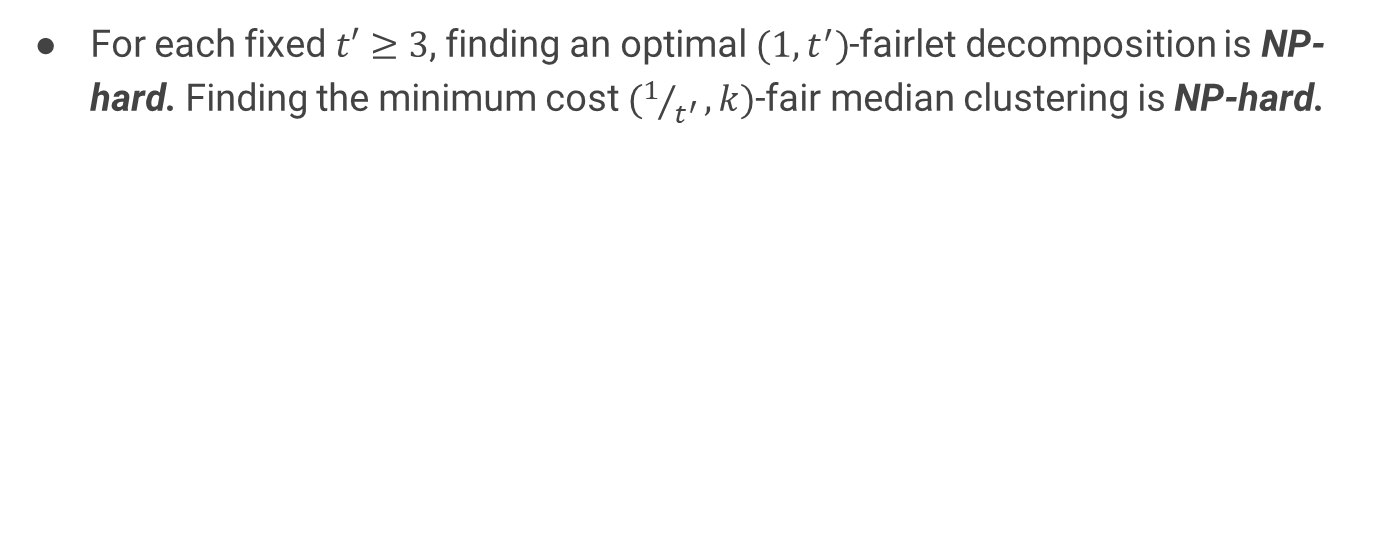 ● For each fixed 𝑡′ ≥ 3, finding an optimal (1, 𝑡′)-fairlet decomposition is NP-
hard. Finding the minimum cost (1/𝑡′, 𝑘)-fair median clustering is NP-hard.